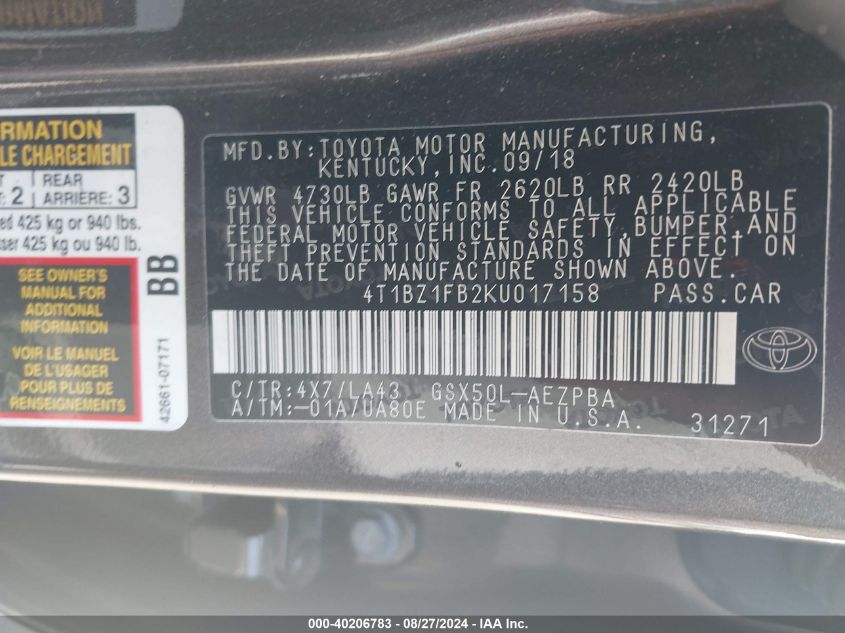 RMATION
LE CHARGEMENT
2 REAR
ARRIÈRE: 3
ed 425 kg or 940 lbs.
sser 425 kg ou 940 lb.
SEE OWNER'S
MANUAL FOR
ADDITIONAL
INFORMATION
VOIR LE MANUEL
DE L'USAGER
POUR PLUS DE
RENSEIGNEMENTS
BB
42661-07171
MFD.BY: TOYOTA MOTOR MANUFACTURING,
KENTUCKY, INC. 09/18
GVWR 4730LB GAWR FR 2620LB RR 2420LB
THIS VEHICLE CONFORMS TO ALL APPLICABLE
FEDERAL MOTOR VEHICLE SAFETY, BUMPER, AND
THEFT PREVENTION STANDARDS IN EFFECT ON
THE DATE OF MANUFACTURE SHOWN ABOVE.
4T1BZ1FB2KU017158 PASS.CAR
C/TR:4X7/LA43 GSX50L-AEZPBA
A/TM:-01A/UA80E MADE IN U.S.A. 31271
000-40206783 - 08/27/2024 - IAA Inc.